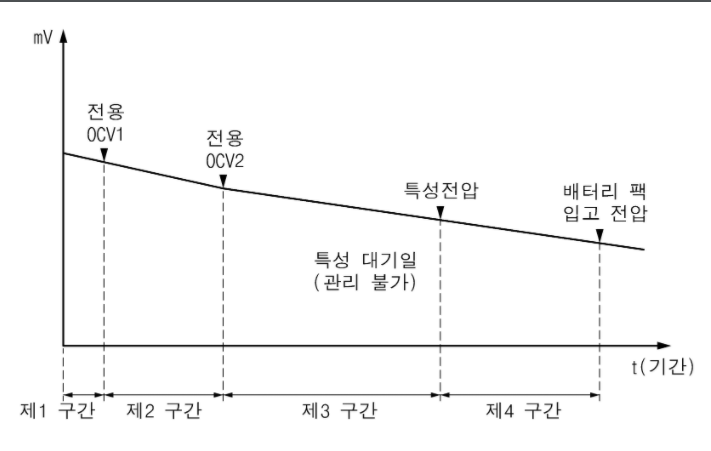 mV
전용
OCV1
전용
OCV2
특성전압
배터리 팩
입고 전압
특성 대기일
(관리 불가)
t(기간)
제1 구간
제2 구간
제3 구간
제4 구간